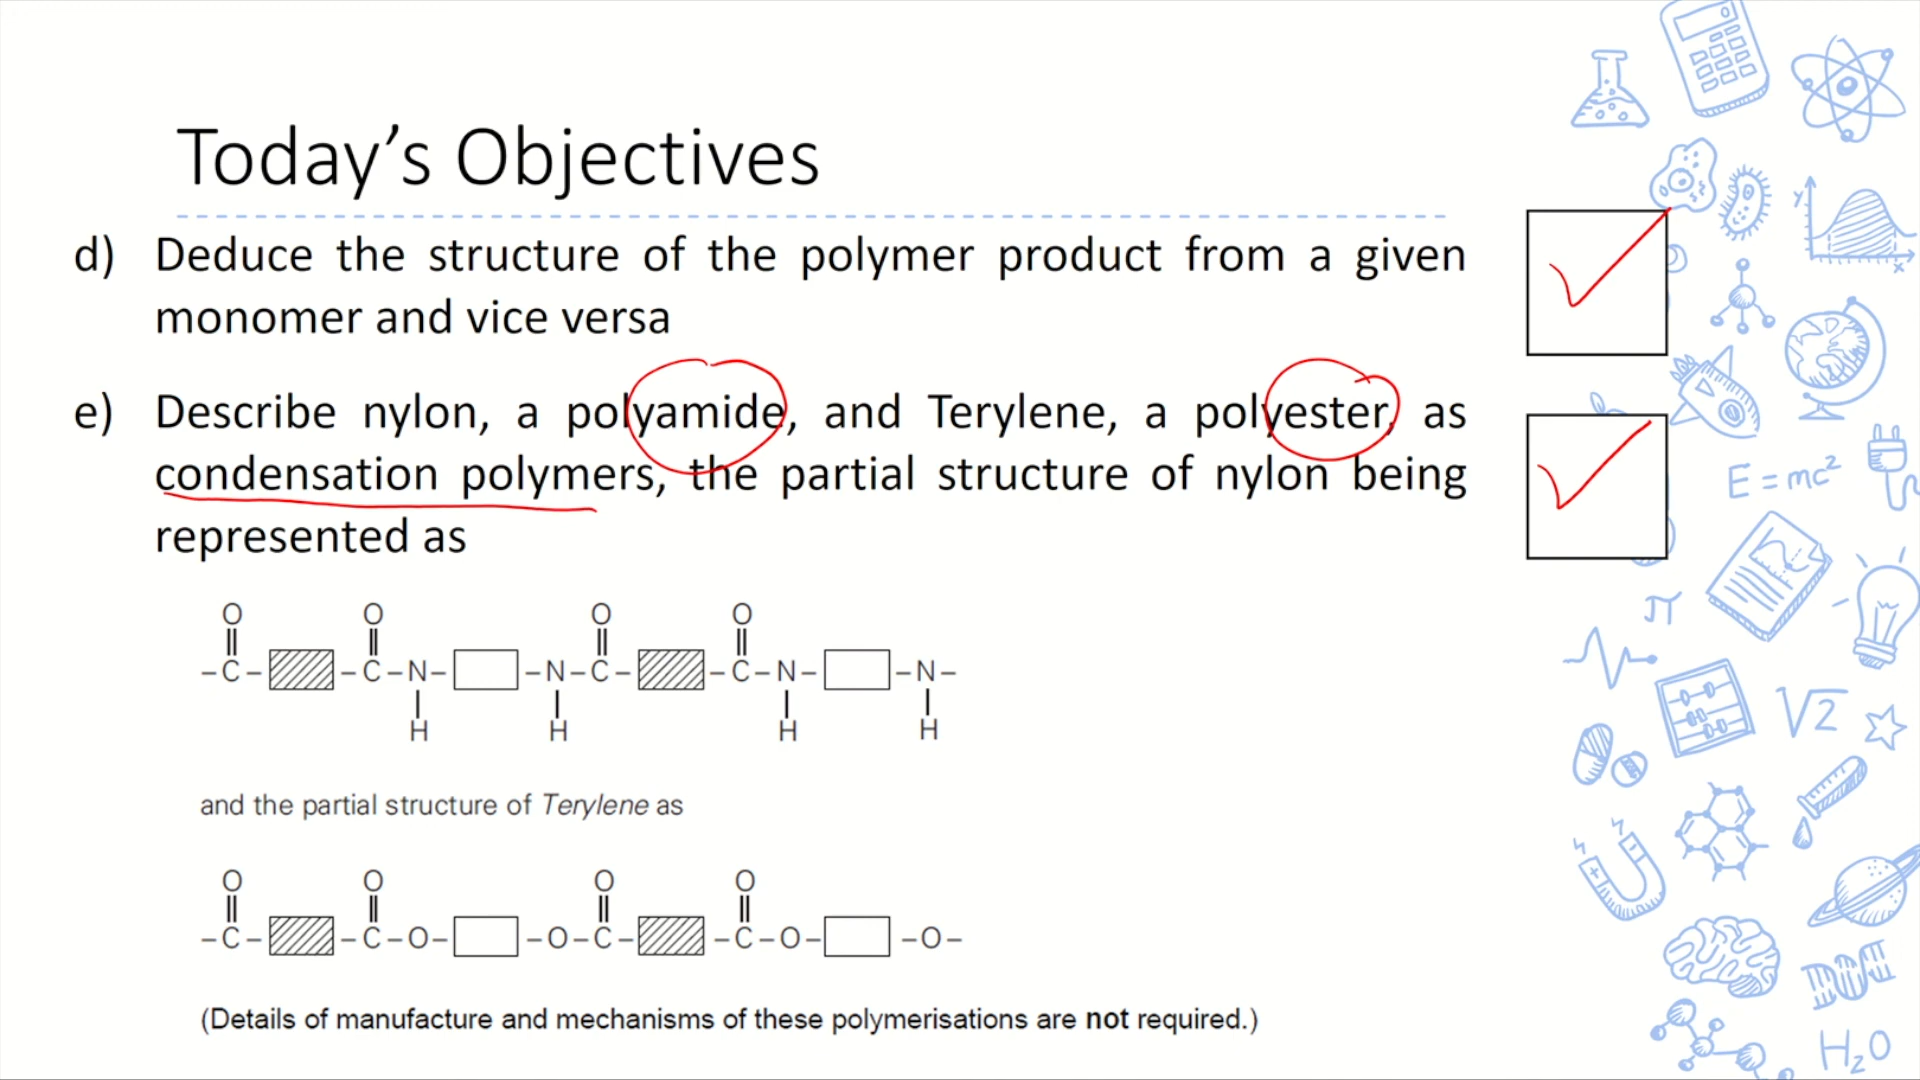 Today’s Objectives
d) Deduce the structure of the polymer product from a given
monomer and vice versa
e) Describe nylon, a polyamide, and Terylene, a polyester, as
condensation polymers, the partial structure of nylon being
represented as
O O O O
–C– –C–N– –N–C– –C–N– –N–
H H H H
and the partial structure of Terylene as
O O O O
–C– –C–O– –O–C– –C–O– –O–
(Details of manufacture and mechanisms of these polymerisations are not required.)
y
x
E = mc²
π
√2
H₂O